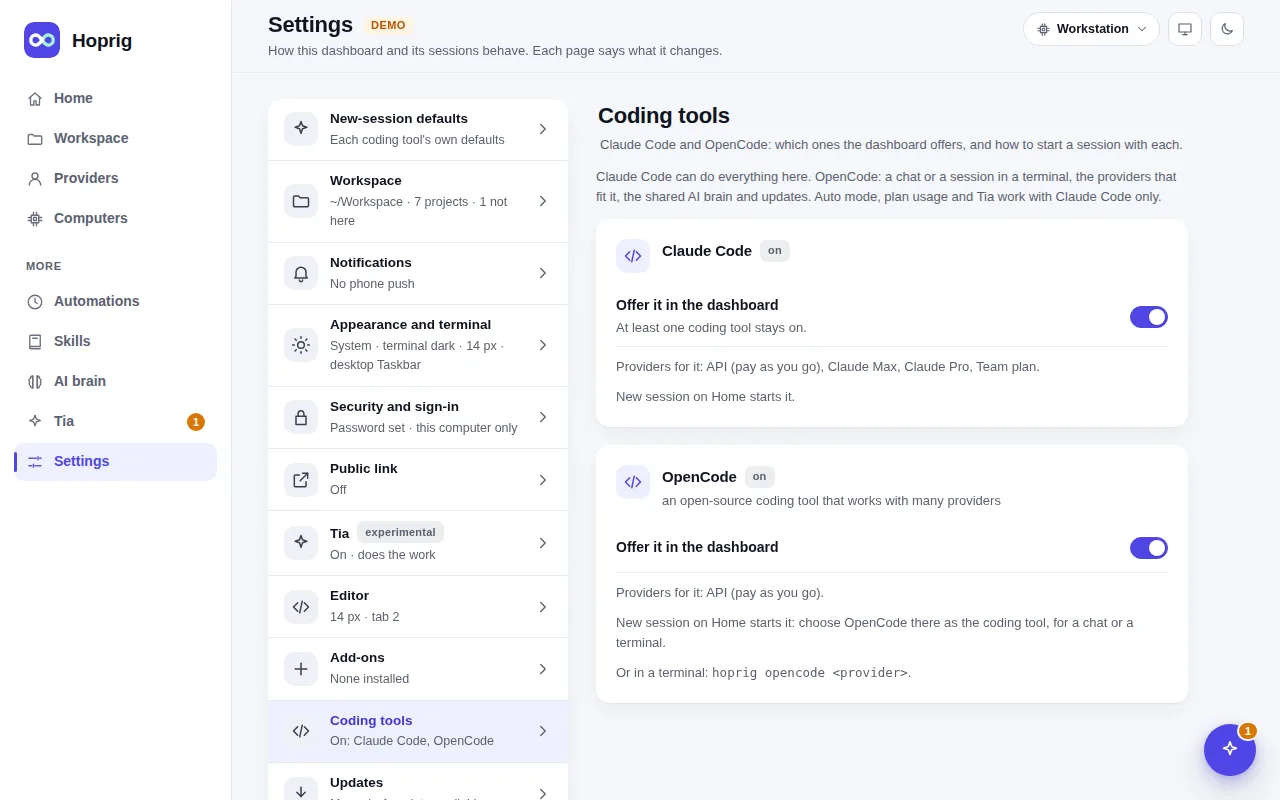 Hoprig
Home
Workspace
Providers
Computers
MORE
Automations
Skills
AI brain
Tia
1
Settings
Settings DEMO
How this dashboard and its sessions behave. Each page says what it changes.
Workstation
New-session defaults
Each coding tool's own defaults
Workspace
~/Workspace · 7 projects · 1 not
here
Notifications
No phone push
Appearance and terminal
System · terminal dark · 14 px ·
desktop Taskbar
Security and sign-in
Password set · this computer only
Public link
Off
Tia experimental
On · does the work
Editor
14 px · tab 2
Add-ons
None installed
Coding tools
On: Claude Code, OpenCode
Updates
Coding tools
Claude Code and OpenCode: which ones the dashboard offers, and how to start a session with each.
Claude Code can do everything here. OpenCode: a chat or a session in a terminal, the providers that
fit it, the shared AI brain and updates. Auto mode, plan usage and Tia work with Claude Code only.
Claude Code on
Offer it in the dashboard
At least one coding tool stays on.
Providers for it: API (pay as you go), Claude Max, Claude Pro, Team plan.
New session on Home starts it.
OpenCode on
an open-source coding tool that works with many providers
Offer it in the dashboard
Providers for it: API (pay as you go).
New session on Home starts it: choose OpenCode there as the coding tool, for a chat or a
terminal.
Or in a terminal: hoprig opencode <provider>.
1